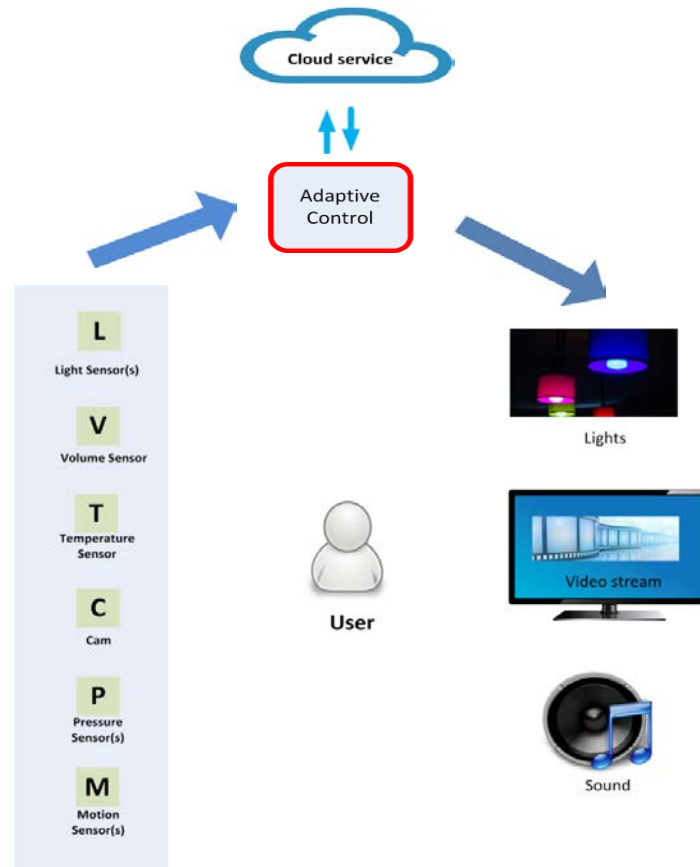 Cloud service
Adaptive
Control
L
Light Sensor(s)
V
Volume Sensor
T
Temperature
Sensor
C
Cam
P
Pressure
Sensor(s)
M
Motion
Sensor(s)
User
Lights
Video stream
Sound